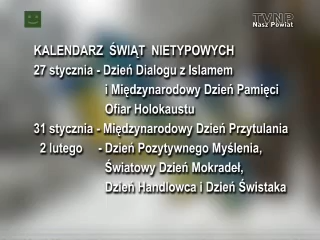 TVNP
Nasz Powiat
KALENDARZ ŚWIĄT NIETYPOWYCH
27 stycznia - Dzień Dialogu z Islamem
i Międzynarodowy Dzień Pamięci
Ofiar Holokaustu
31 stycznia - Międzynarodowy Dzień Przytulania
2 lutego - Dzień Pozytywnego Myślenia,
Światowy Dzień Mokradeł,
Dzień Handlowca i Dzień Świstaka